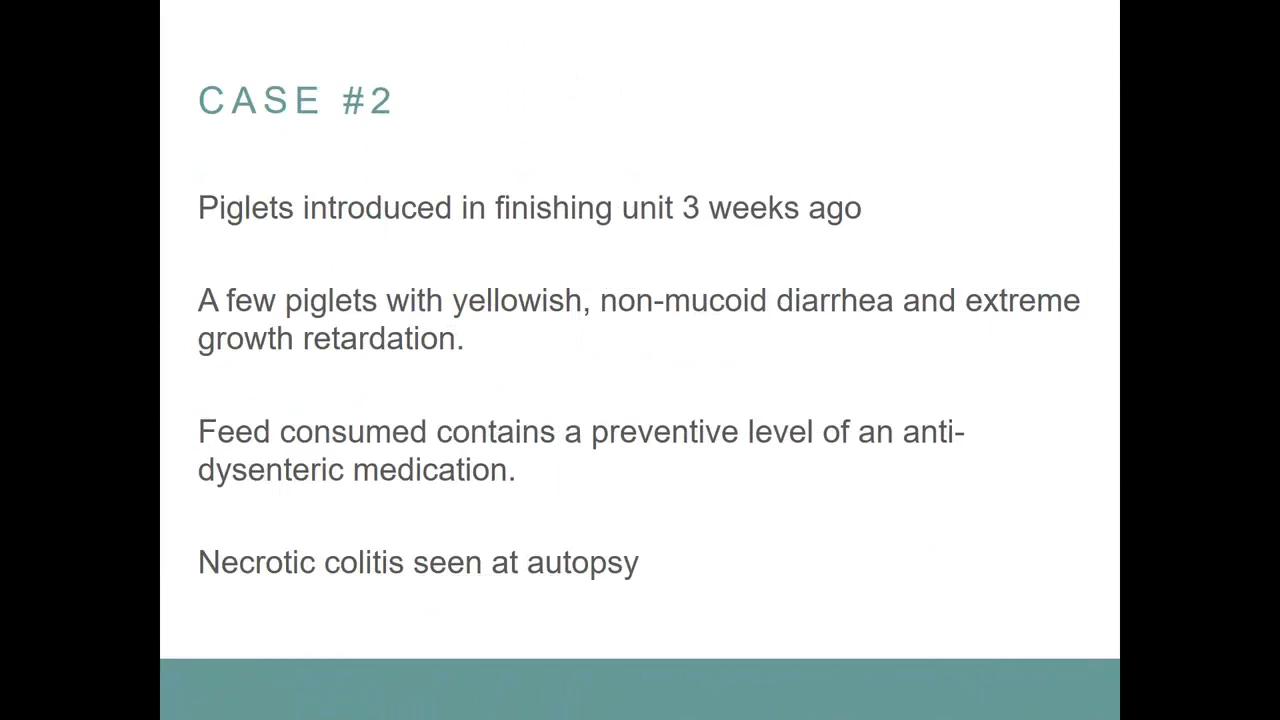 CASE #2
Piglets introduced in finishing unit 3 weeks ago
A few piglets with yellowish, non-mucoid diarrhea and extreme
growth retardation.
Feed consumed contains a preventive level of an anti-
dysenteric medication.
Necrotic colitis seen at autopsy